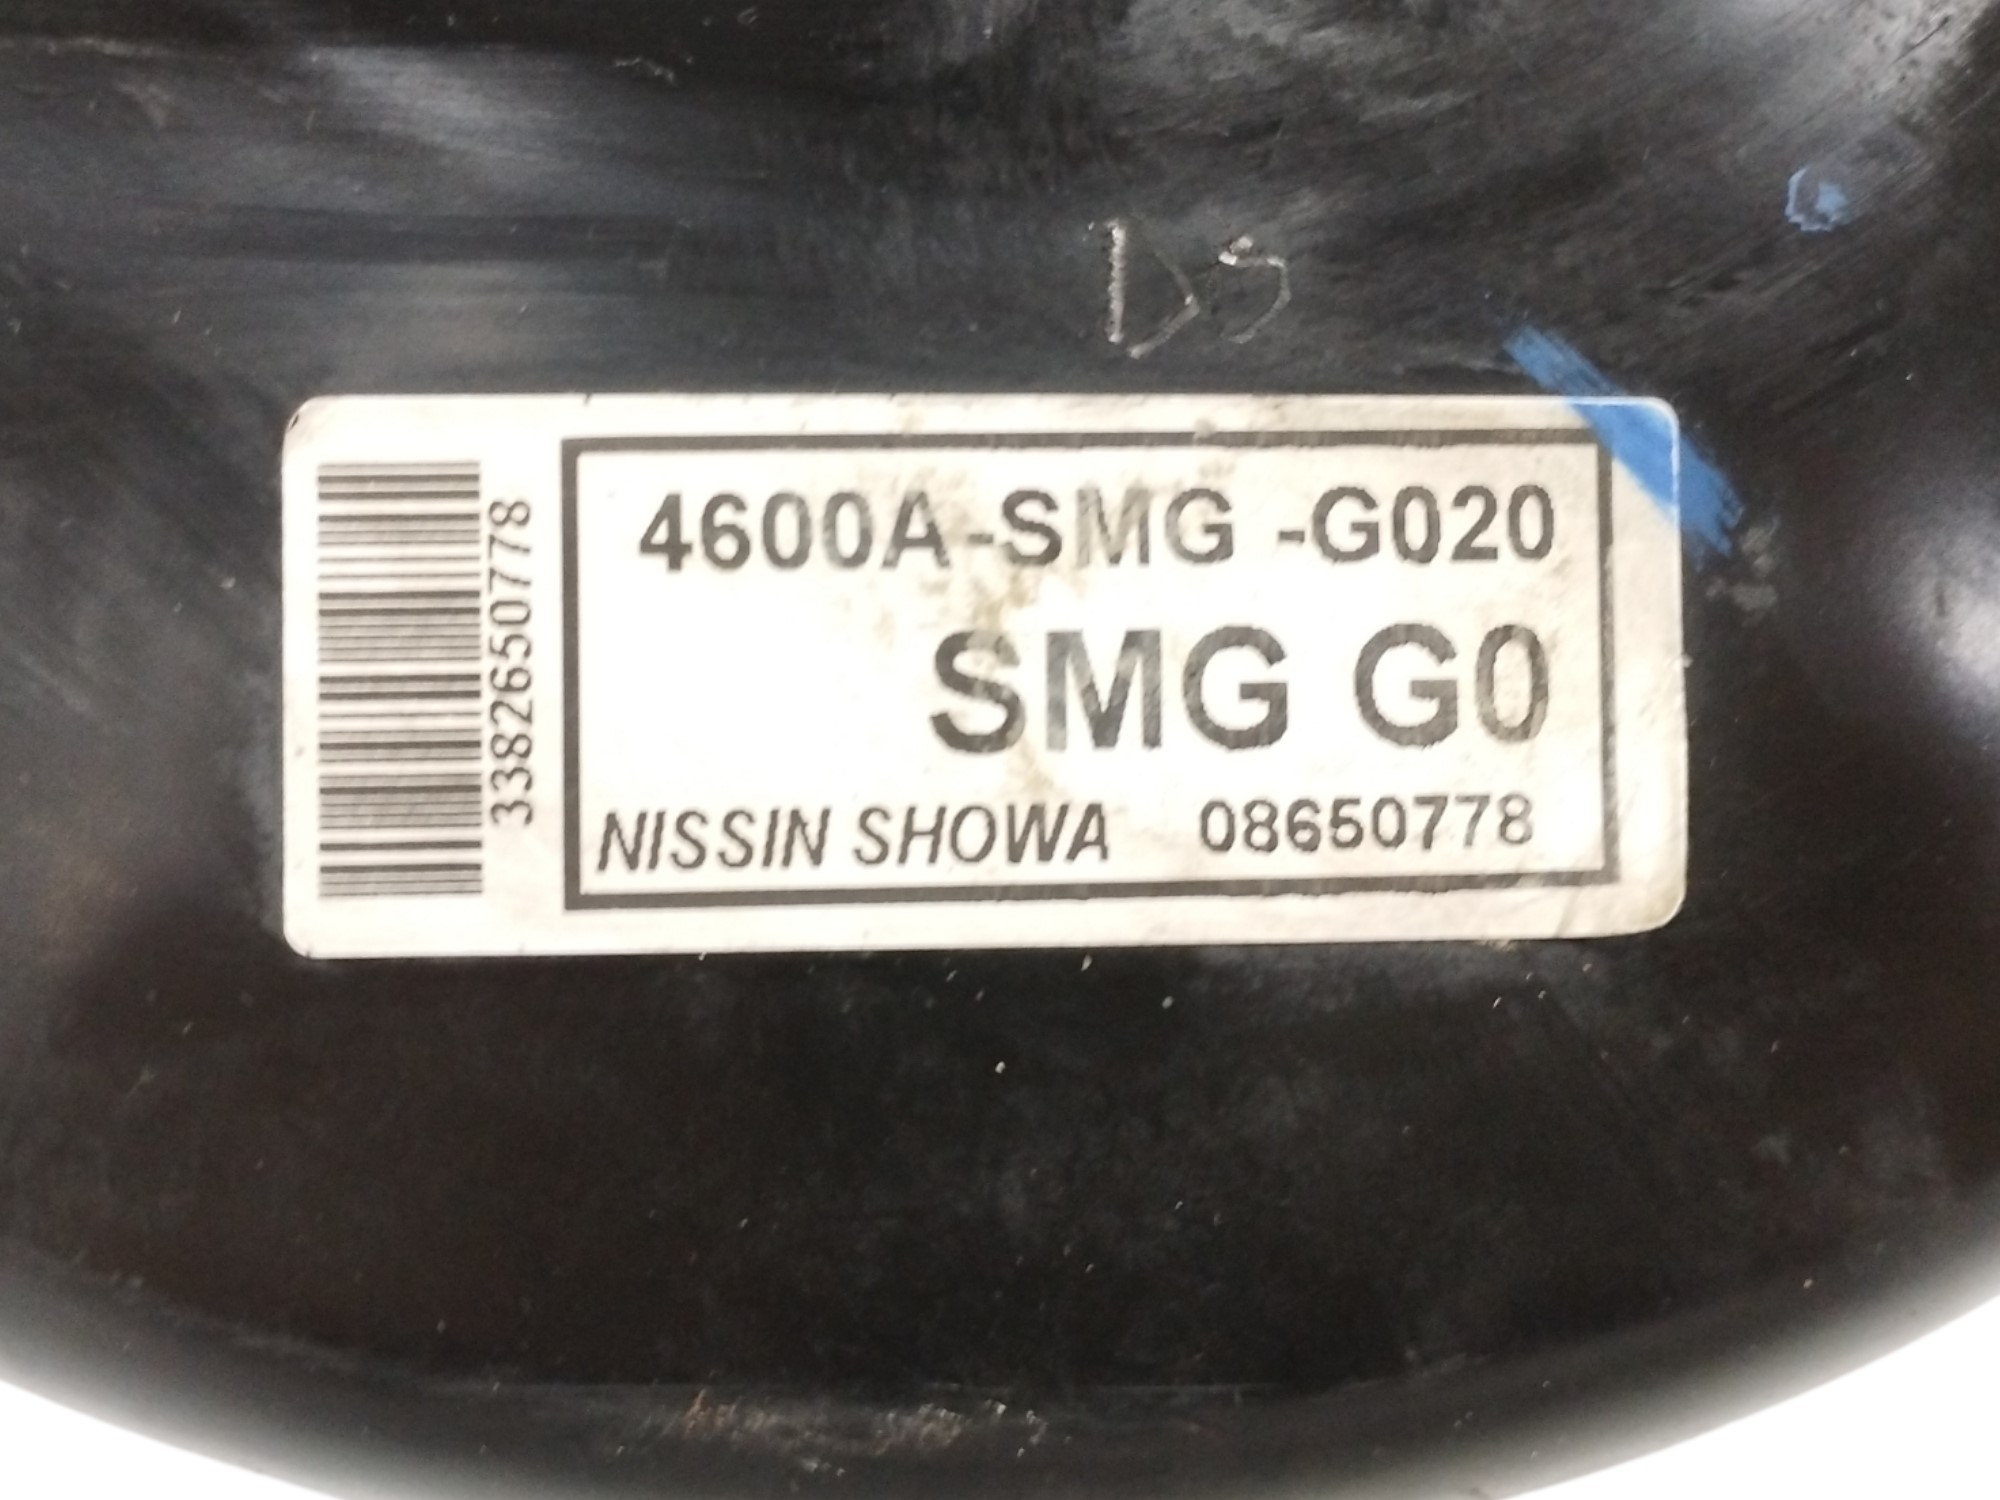 4600A-SMG -G020
SMG G0
NISSIN SHOWA 08650778
3382650778